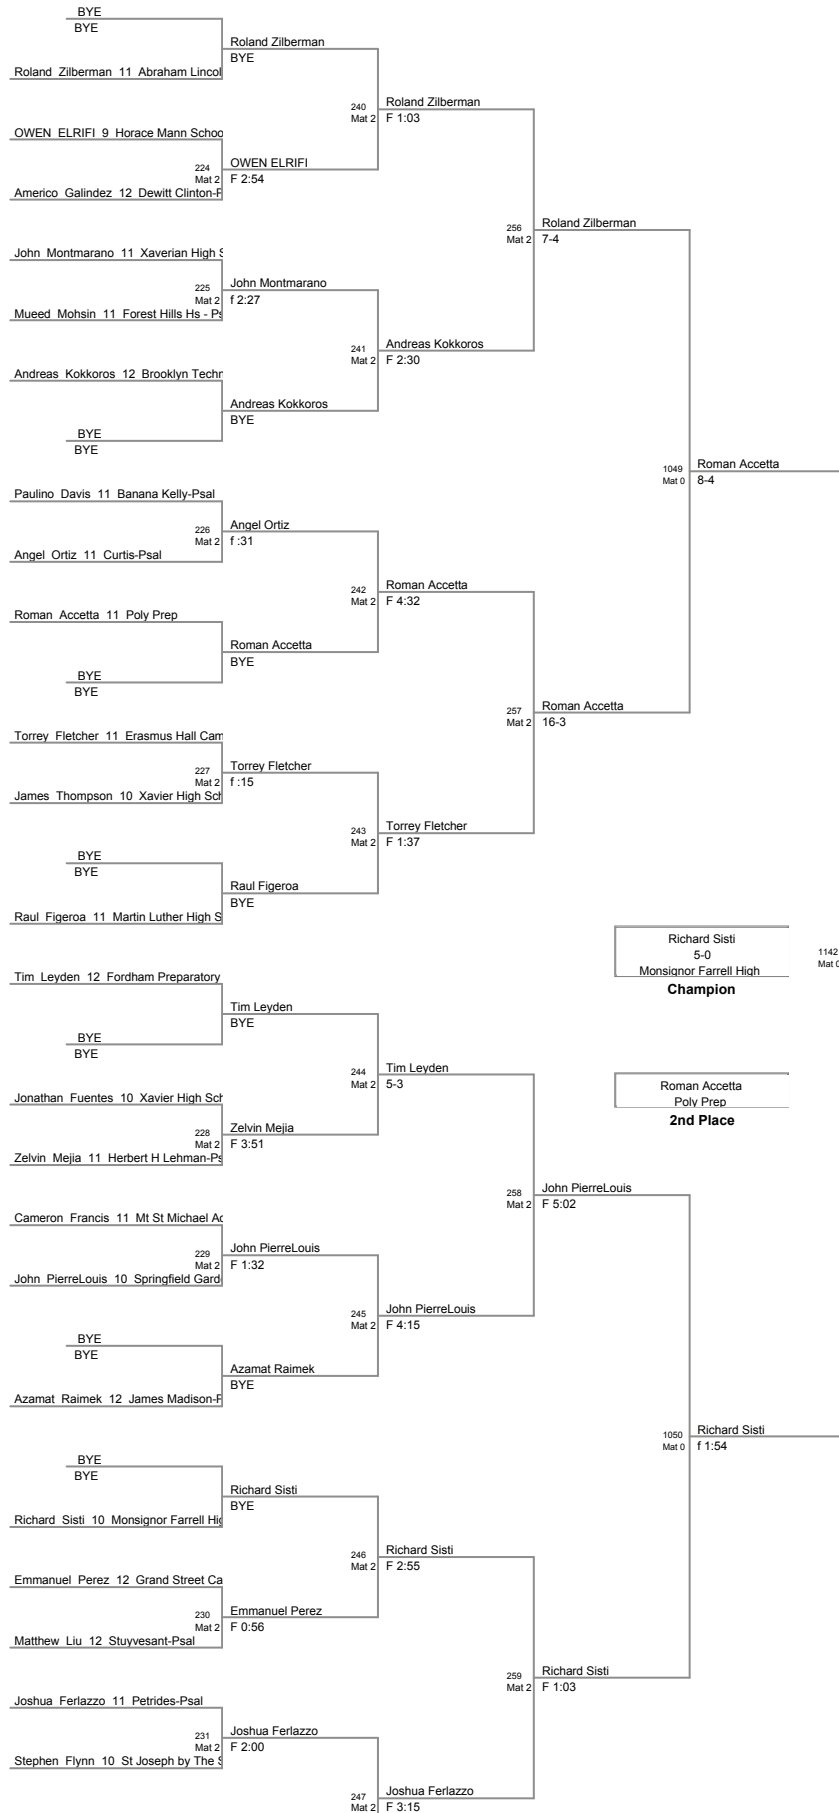 BYE
BYE
Roland Zilberman
BYE
Roland Zilberman 11 Abraham Lincol
240
Mat 2
Roland Zilberman
F 1:03
OWEN ELRIFI 9 Horace Mann Schoo
224
Mat 2
OWEN ELRIFI
F 2:54
Americo Galindez 12 Dewitt Clinton-P
256
Mat 2
Roland Zilberman
7-4
John Montmarano 11 Xaverian High S
225
Mat 2
John Montmarano
f 2:27
Mueed Mohsin 11 Forest Hills Hs - Ps
241
Mat 2
Andreas Kokkoros
F 2:30
Andreas Kokkoros 12 Brooklyn Techn
Andreas Kokkoros
BYE
BYE
BYE
1049
Mat 0
Roman Accetta
8-4
Paulino Davis 11 Banana Kelly-Psal
226
Mat 2
Angel Ortiz
f :31
Angel Ortiz 11 Curtis-Psal
242
Mat 2
Roman Accetta
F 4:32
Roman Accetta 11 Poly Prep
Roman Accetta
BYE
BYE
BYE
257
Mat 2
Roman Accetta
16-3
Torrey Fletcher 11 Erasmus Hall Cam
227
Mat 2
Torrey Fletcher
f :15
James Thompson 10 Xavier High Sch
243
Mat 2
Torrey Fletcher
F 1:37
BYE
BYE
Raul Figeroa
BYE
Raul Figeroa 11 Martin Luther High S
Richard Sisti
5-0
Monsignor Farrell High
Champion
1142
Mat 0
Tim Leyden 12 Fordham Preparatory
Tim Leyden
BYE
BYE
BYE
244
Mat 2
Tim Leyden
5-3
Roman Accetta
Poly Prep
2nd Place
Jonathan Fuentes 10 Xavier High Sch
228
Mat 2
Zelvin Mejia
F 3:51
Zelvin Mejia 11 Herbert H Lehman-Ps
258
Mat 2
John PierreLouis
F 5:02
Cameron Francis 11 Mt St Michael Ac
229
Mat 2
John PierreLouis
F 1:32
John PierreLouis 10 Springfield Gard
245
Mat 2
John PierreLouis
F 4:15
BYE
BYE
Azamat Raimek
BYE
Azamat Raimek 12 James Madison-P
1050
Mat 0
Richard Sisti
f 1:54
BYE
BYE
Richard Sisti
BYE
Richard Sisti 10 Monsignor Farrell Hig
246
Mat 2
Richard Sisti
F 2:55
Emmanuel Perez 12 Grand Street Ca
230
Mat 2
Emmanuel Perez
F 0:56
Matthew Liu 12 Stuyvesant-Psal
259
Mat 2
Richard Sisti
F 1:03
Joshua Ferlazzo 11 Petrides-Psal
231
Mat 2
Joshua Ferlazzo
F 2:00
Stephen Flynn 10 St Joseph by The S
247
Mat 2
Joshua Ferlazzo
F 3:15